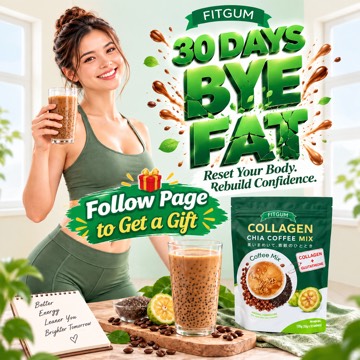 FITGUM
30 DAYS
BYE
FAT
Reset Your Body.
Rebuild Confidence.
Follow Page
to Get a Gift
FITGUM
COLLAGEN
CHIA COFFEE MIX
Coffee Mix
COLLAGEN
+
GLUTATHIONE
Better
Energy
Leaner You
Brighter Tomorrow